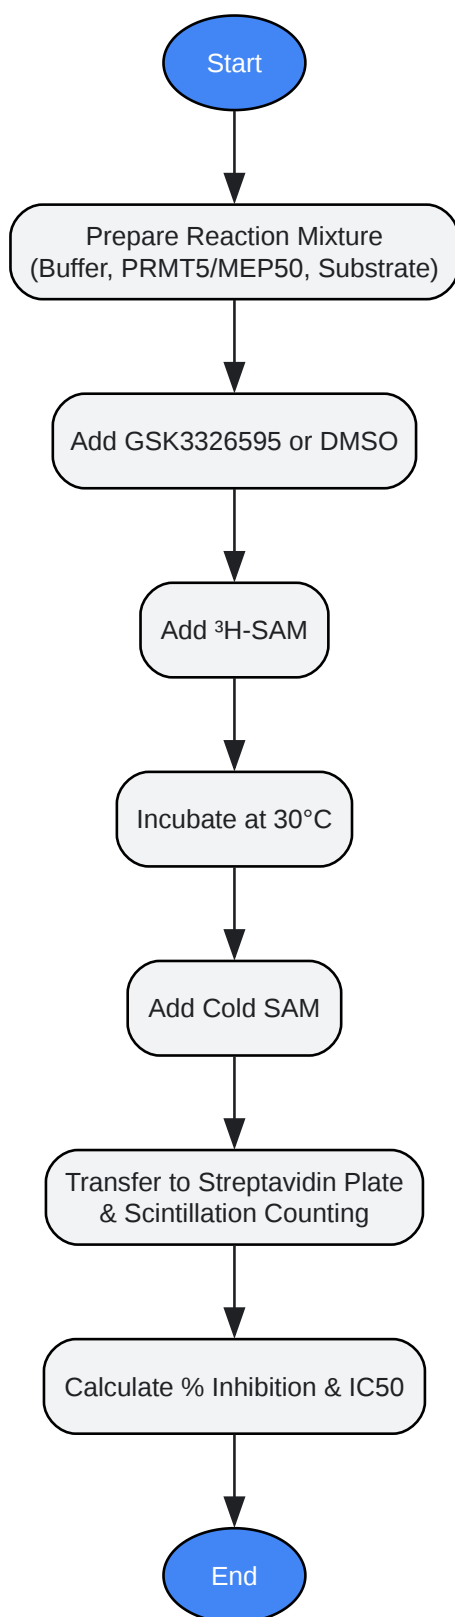 Start
Prepare Reaction Mixture
(Buffer, PRMT5/MEP50, Substrate)
Add GSK3326595 or DMSO
Add ³H-SAM
Incubate at 30°C
Add Cold SAM
Transfer to Streptavidin Plate
& Scintillation Counting
Calculate % Inhibition & IC50
End